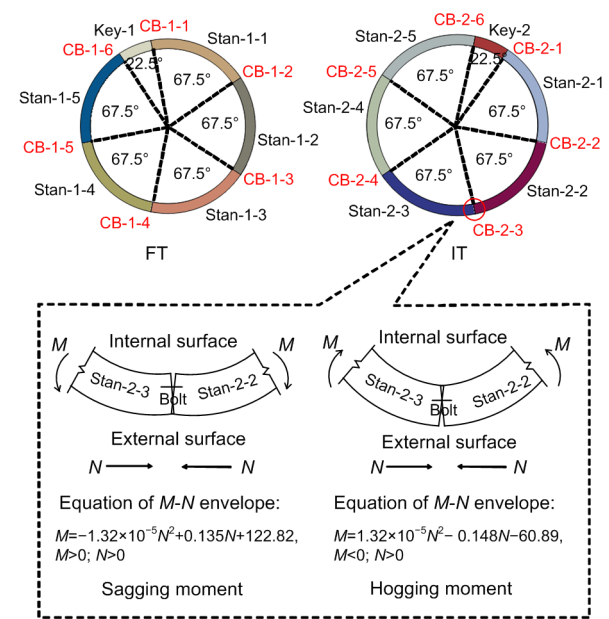 Key-1
CB-1-1
CB-1-6
22.5°
Stan-1-1
67.5°
CB-1-2
67.5°
Stan-1-5
67.5°
67.5°
Stan-1-2
CB-1-5
67.5°
67.5°
CB-1-3
Stan-1-4
CB-1-4
Stan-1-3
FT
CB-2-6
Stan-2-5
Key-2
CB-2-1
22.5°
CB-2-5
67.5°
67.5°
Stan-2-1
Stan-2-4
67.5°
CB-2-2
67.5°
67.5°
CB-2-4
Stan-2-2
Stan-2-3
CB-2-3
IT
M
Internal surface
M
Stan-2-3
Stan-2-2
Bolt
External surface
N
N
Equation of M-N envelope:
M=−1.32×10⁻⁵N²+0.135N+122.82,
M>0; N>0
Sagging moment
M
Internal surface
M
Stan-2-3
Stan-2-2
Bolt
External surface
N
N
Equation of M-N envelope:
M=1.32×10⁻⁵N²− 0.148N−60.89,
M<0; N>0
Hogging moment